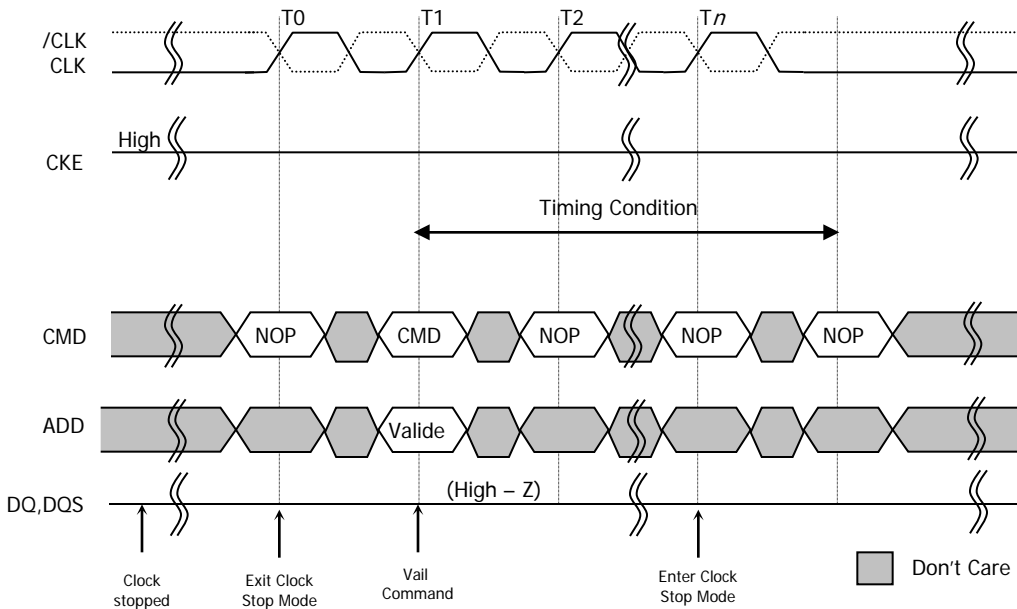 T0 T1 T2 Tn
/CLK
CLK
High
CKE
Timing Condition
CMD NOP CMD NOP NOP NOP
ADD Valide
(High – Z)
DQ,DQS
Clock
stopped
Exit Clock
Stop Mode
Vail
Command
Enter Clock
Stop Mode
Don't Care